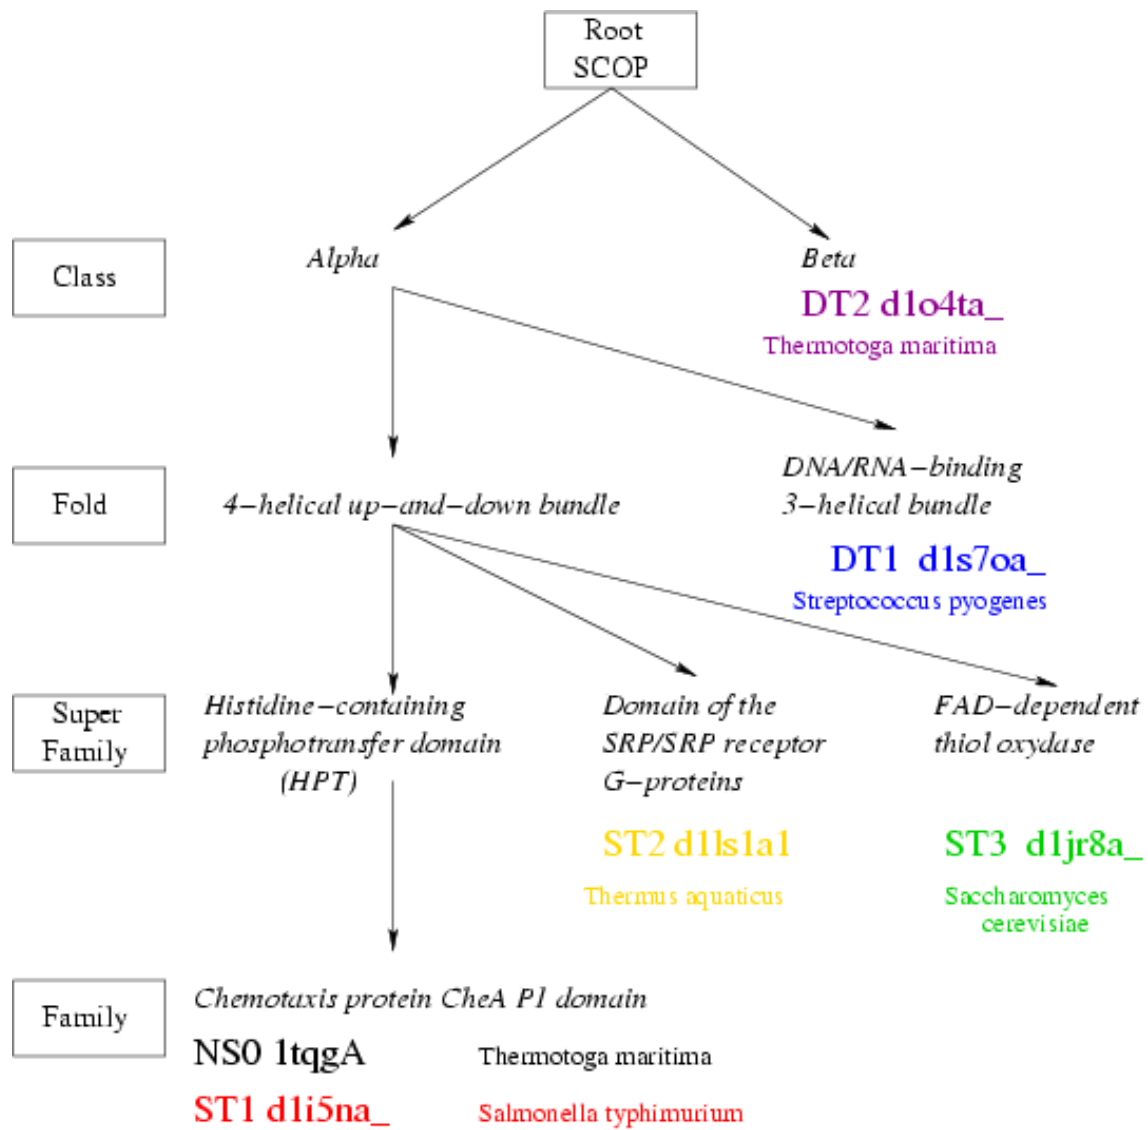 Root
SCOP
Class
Alpha
Beta
DT2 d1o4ta_
Thermotoga maritima
Fold
4-helical up-and-down bundle
DNA/RNA-binding
3-helical bundle
DT1 d1s7oa_
Streptococcus pyogenes
Super
Family
Histidine-containing
phosphotransfer domain
(HPT)
Domain of the
SRP/SRP receptor
G-proteins
ST2 d1ls1a1
Thermus aquaticus
FAD-dependent
thiol oxydase
ST3 d1jr8a_
Saccharomyces
cerevisiae
Family
Chemotaxis protein CheA P1 domain
NS0 1tqgA Thermotoga maritima
ST1 d1i5na_ Salmonella typhimurium